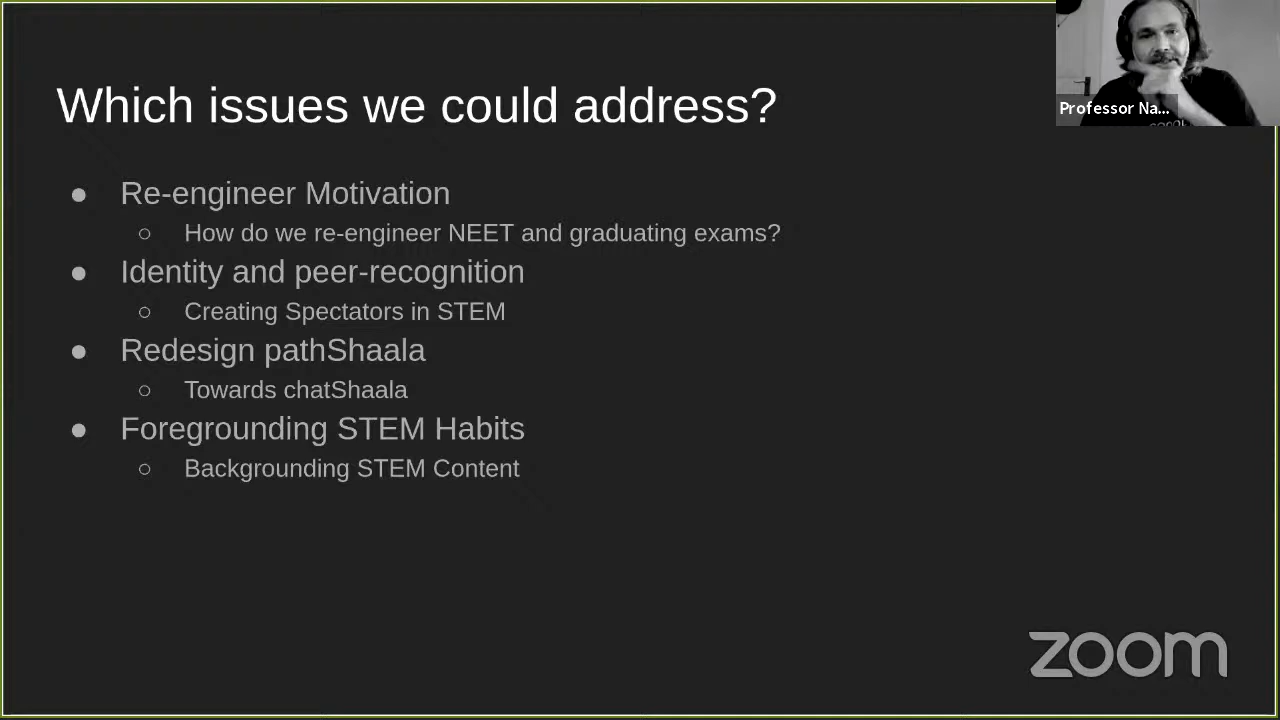 Which issues we could address?
Professor Na...
● Re-engineer Motivation
○ How do we re-engineer NEET and graduating exams?
● Identity and peer-recognition
○ Creating Spectators in STEM
● Redesign pathShaala
○ Towards chatShaala
● Foregrounding STEM Habits
○ Backgrounding STEM Content
zoom